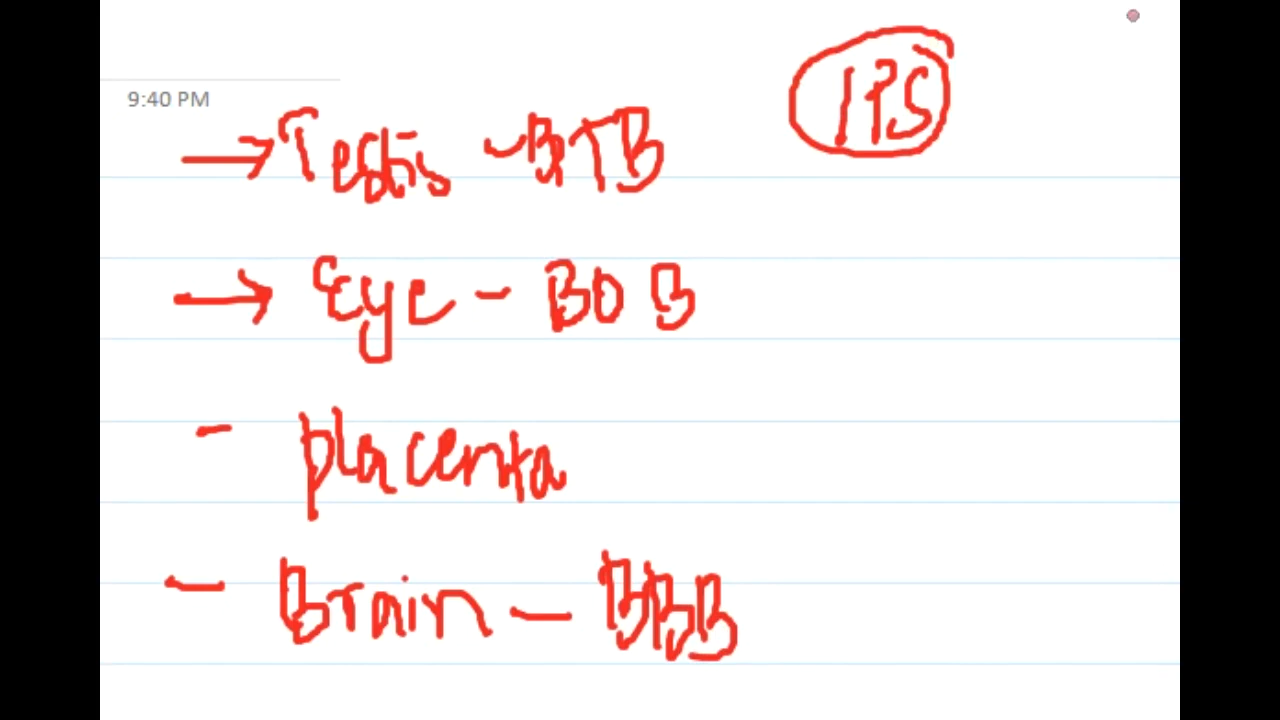 IPS
9:40 PM
→ Testis - BTB
→ Eye - BOB
- placenta
- Brain - BBB